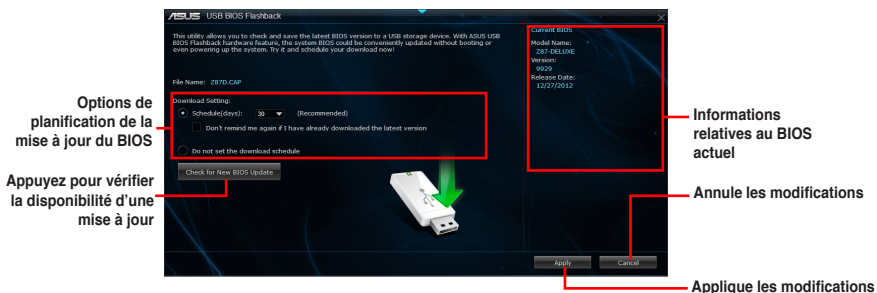 ASUS USB BIOS Flashback
This utility allows you to check and save the latest BIOS version to a USB storage device. With ASUS USB
BIOS Flashback hardware feature, the system BIOS could be conveniently updated without booting or
even powering up the system. Try it and schedule your download now!
File Name: Z87D.CAP
Download Setting:
Schedule(days): 30 (Recommended)
Don't remind me again if I have already downloaded the latest version
Do not set the download schedule
Check for New BIOS Update
Current BIOS
Model Name:
Z87-DELUXE
Version:
9929
Release Date:
12/27/2012
Apply
Cancel
Options de
planification de la
mise à jour du BIOS
Appuyez pour vérifier
la disponibilité d'une
mise à jour
Informations
relatives au BIOS
actuel
Annule les modifications
Applique les modifications